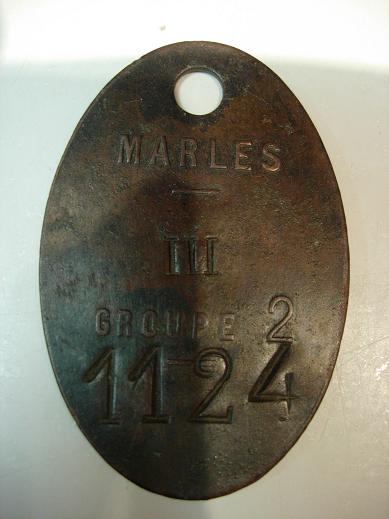 MARLES
III
GROUPE 2
1124